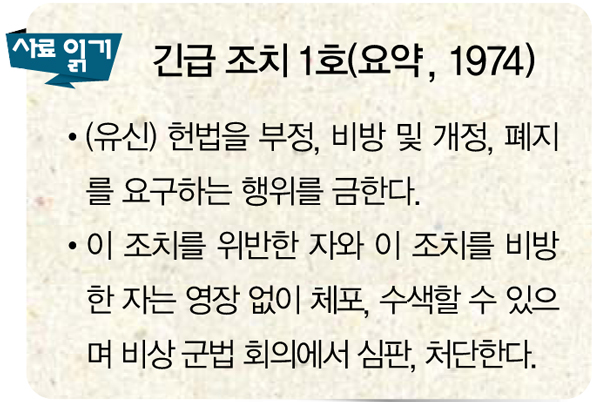 사료 읽기
긴급 조치 1호(요약, 1974)
• (유신) 헌법을 부정, 비방 및 개정, 폐지
를 요구하는 행위를 금한다.
• 이 조치를 위반한 자와 이 조치를 비방
한 자는 영장 없이 체포, 수색할 수 있으
며 비상 군법 회의에서 심판, 처단한다.